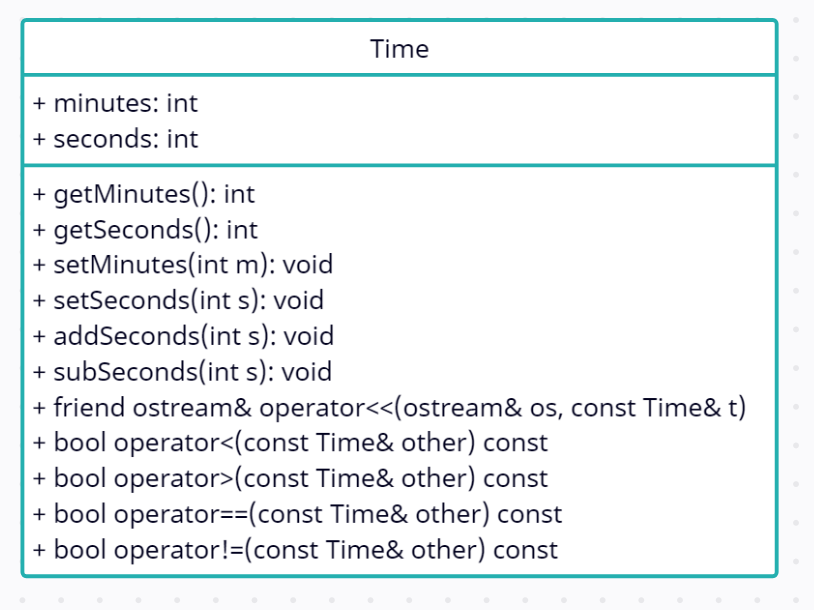 Time
+ minutes: int
+ seconds: int
+ getMinutes(): int
+ getSeconds(): int
+ setMinutes(int m): void
+ setSeconds(int s): void
+ addSeconds(int s): void
+ subSeconds(int s): void
+ friend ostream& operator<<(ostream& os, const Time& t)
+ bool operator<(const Time& other) const
+ bool operator>(const Time& other) const
+ bool operator==(const Time& other) const
+ bool operator!=(const Time& other) const